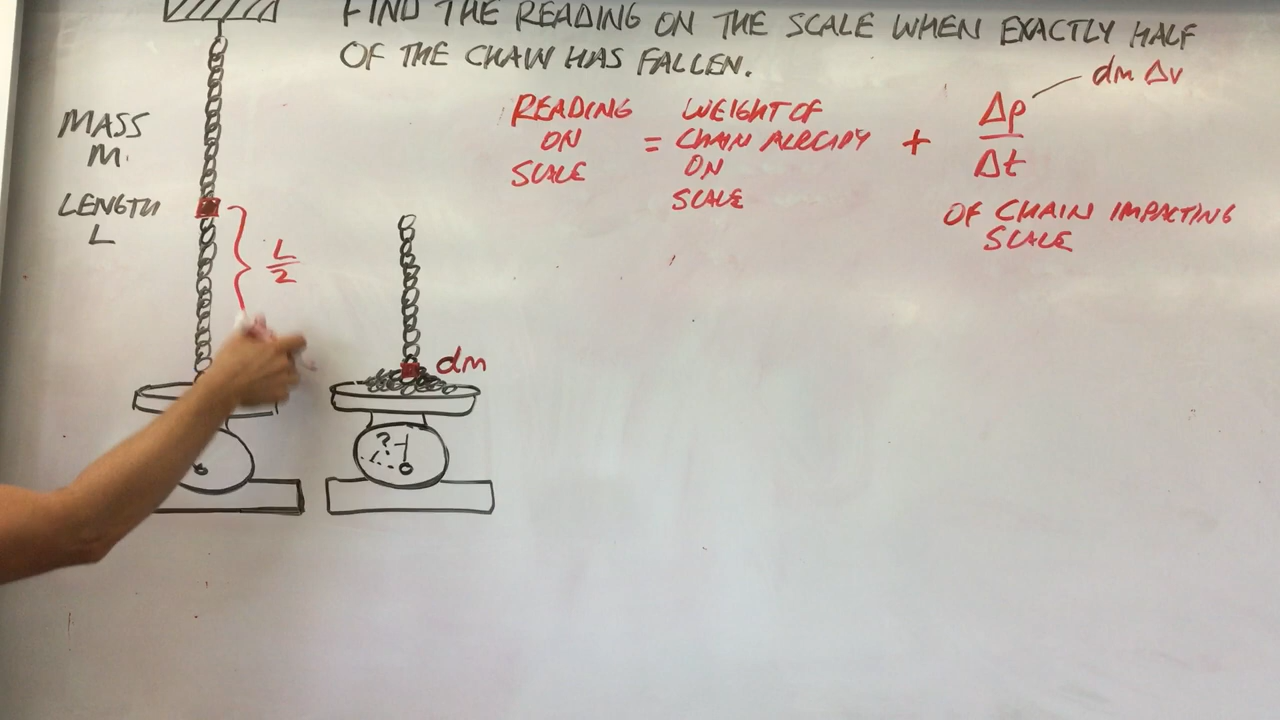 FIND THE READING ON THE SCALE WHEN EXACTLY HALF
OF THE CHAIN HAS FALLEN.
MASS
M
LENGTH
L
L
2
dm
?
READING
ON
SCALE
=
WEIGHT OF
CHAIN ALREADY
ON
SCALE
+
Δp
Δt
dm Δv
OF CHAIN IMPACTING
SCALE